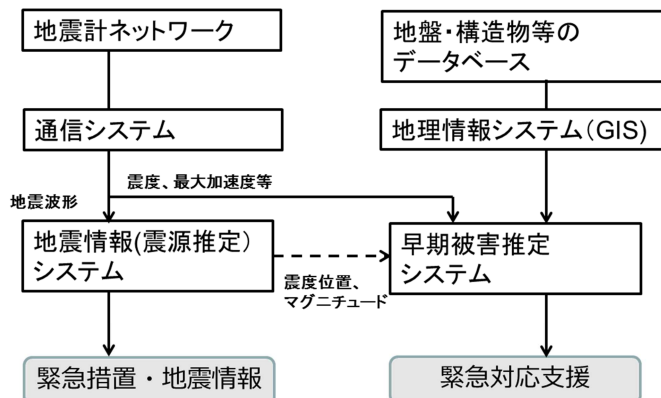 地震計ネットワーク
地盤・構造物等の
データベース
通信システム
地理情報システム（GIS)
震度、最大加速度等
地震波形
地震情報(震源推定）
システム
早期被害推定
システム
震度位置、
マグニチュード
緊急措置・地震情報
緊急対応支援